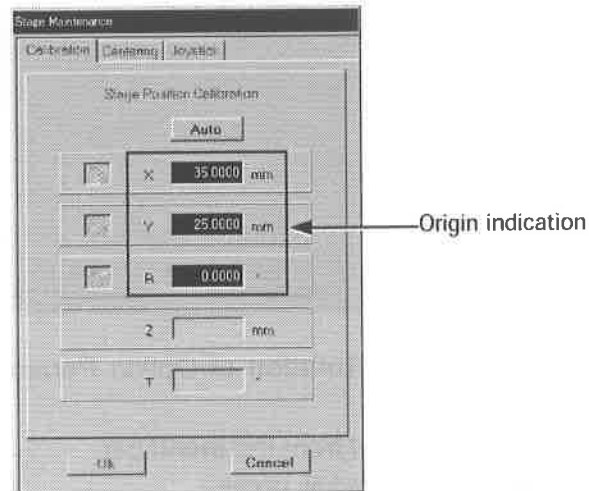 Stage Maintenance
Calibration Centering Joystick
Stage Position Calibration
Auto
X 35.0000 mm
Y 25.0000 mm
R 0.0000 °
Z mm
T °
Ok Cancel
Origin indication